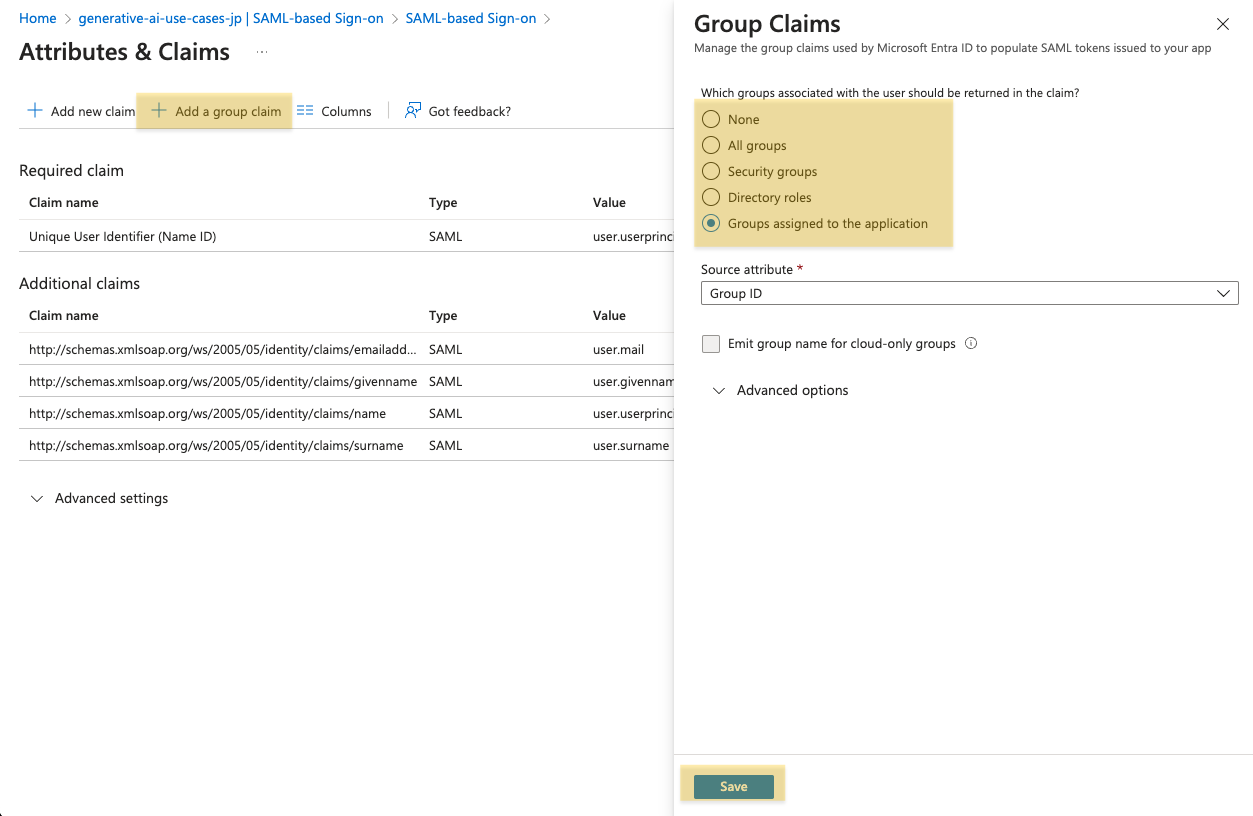 Home > generative-ai-use-cases-jp | SAML-based Sign-on > SAML-based Sign-on >
Attributes & Claims ...
Add new claim Add a group claim Columns Got feedback?
Required claim
Claim name Type Value
Unique User Identifier (Name ID) SAML user.userprinci
Additional claims
Claim name Type Value
http://schemas.xmlsoap.org/ws/2005/05/identity/claims/emailadd... SAML user.mail
http://schemas.xmlsoap.org/ws/2005/05/identity/claims/givenname SAML user.givennam
http://schemas.xmlsoap.org/ws/2005/05/identity/claims/name SAML user.userprinci
http://schemas.xmlsoap.org/ws/2005/05/identity/claims/surname SAML user.surname
Advanced settings
Group Claims
Manage the group claims used by Microsoft Entra ID to populate SAML tokens issued to your app
Which groups associated with the user should be returned in the claim?
None
All groups
Security groups
Directory roles
Groups assigned to the application
Source attribute *
Group ID
Emit group name for cloud-only groups
Advanced options
Save